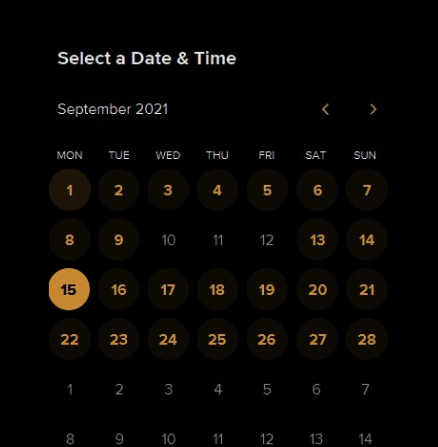 Select a Date & Time
September 2021
MON TUE WED THU FRI SAT SUN
1 2 3 4 5 6 7
8 9 10 11 12 13 14
15 16 17 18 19 20 21
22 23 24 25 26 27 28
1 2 3 4 5 6 7
8 9 10 11 12 13 14